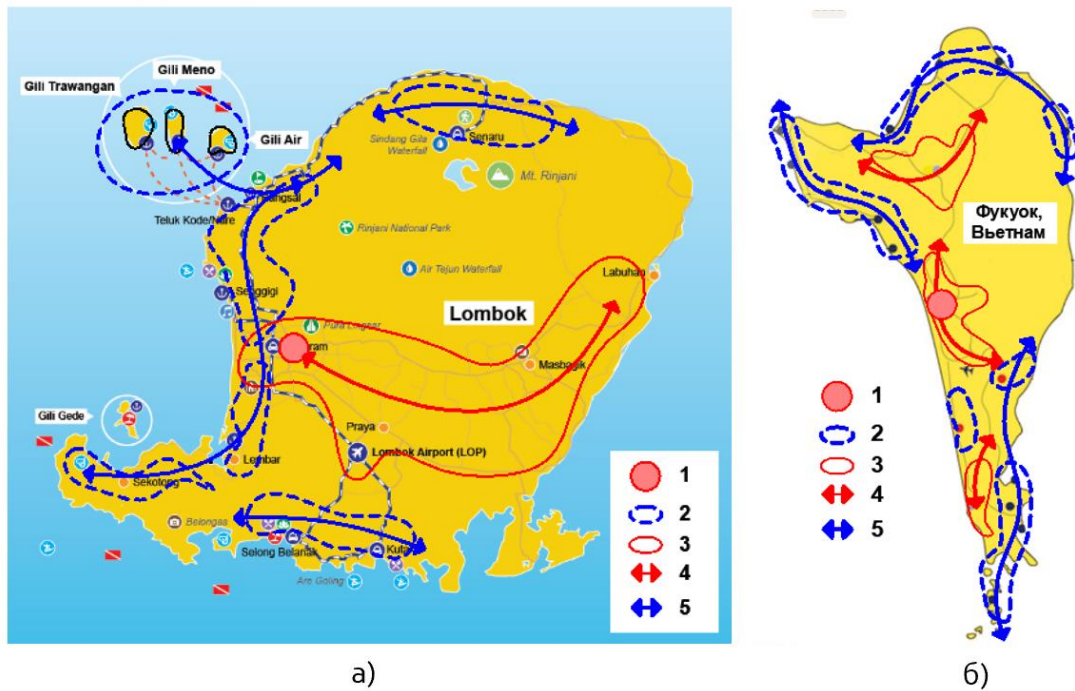 Gili Meno
Gili Trawangan
Gili Air
Sindang Gila
Waterfall
Senaru
Mt. Rinjani
Teluk Kode/Nare
Rinjani National Park
Air Tejun Waterfall
Labuhan
Senggigi
Lombok
Pura Lingsar
Masbagik
Praya
Gili Gede
Lombok Airport (LOP)
Lembar
Sekotong
Belongas
Selong Belanak
Kuta
Are Goling
1
2
3
4
5
а)
Фукуок,
Вьетнам
1
2
3
4
5
б)